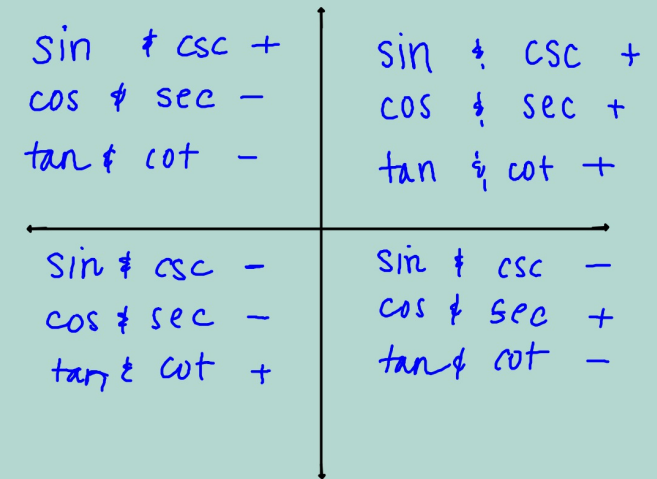 sin & csc +
cos & sec -
tan & cot -
sin & csc +
cos & sec +
tan & cot +
sin & csc -
cos & sec -
tan & cot +
sin & csc -
cos & sec +
tan & cot -